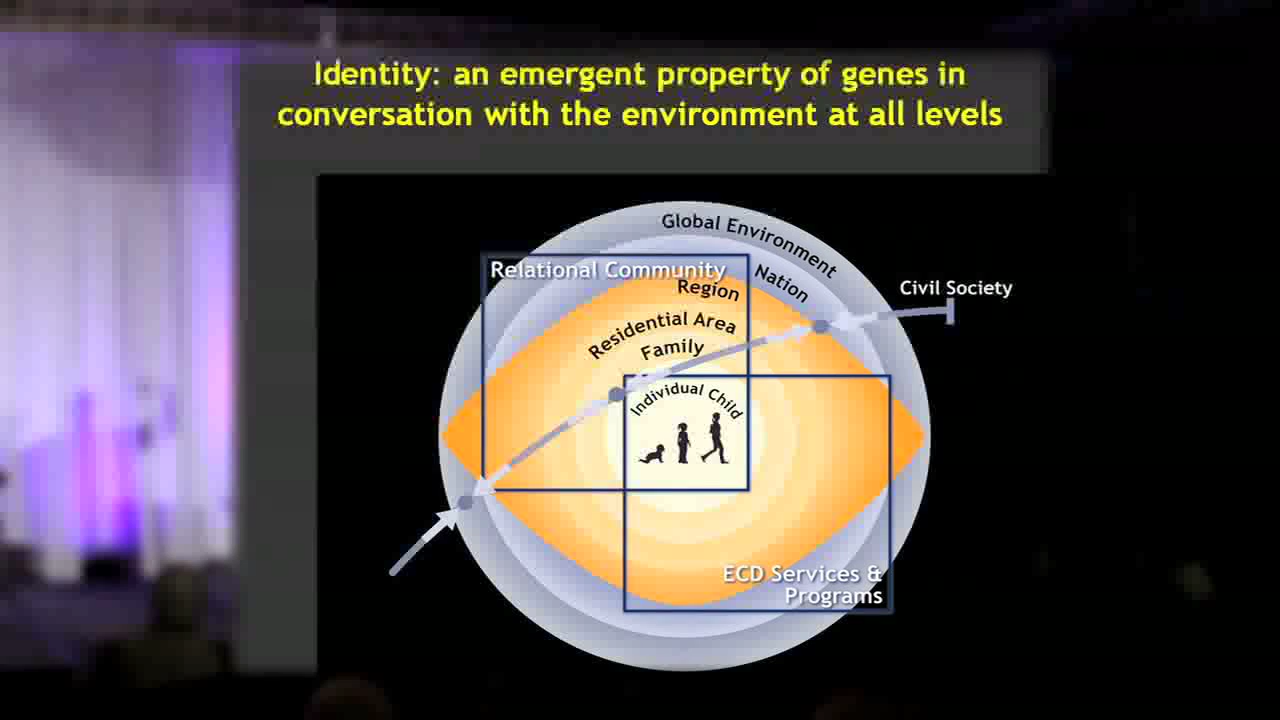 Identity: an emergent property of genes in
conversation with the environment at all levels
Global Environment
Nation
Civil Society
Relational Community
Region
Residential Area
Family
Individual Child
ECD Services &
Programs